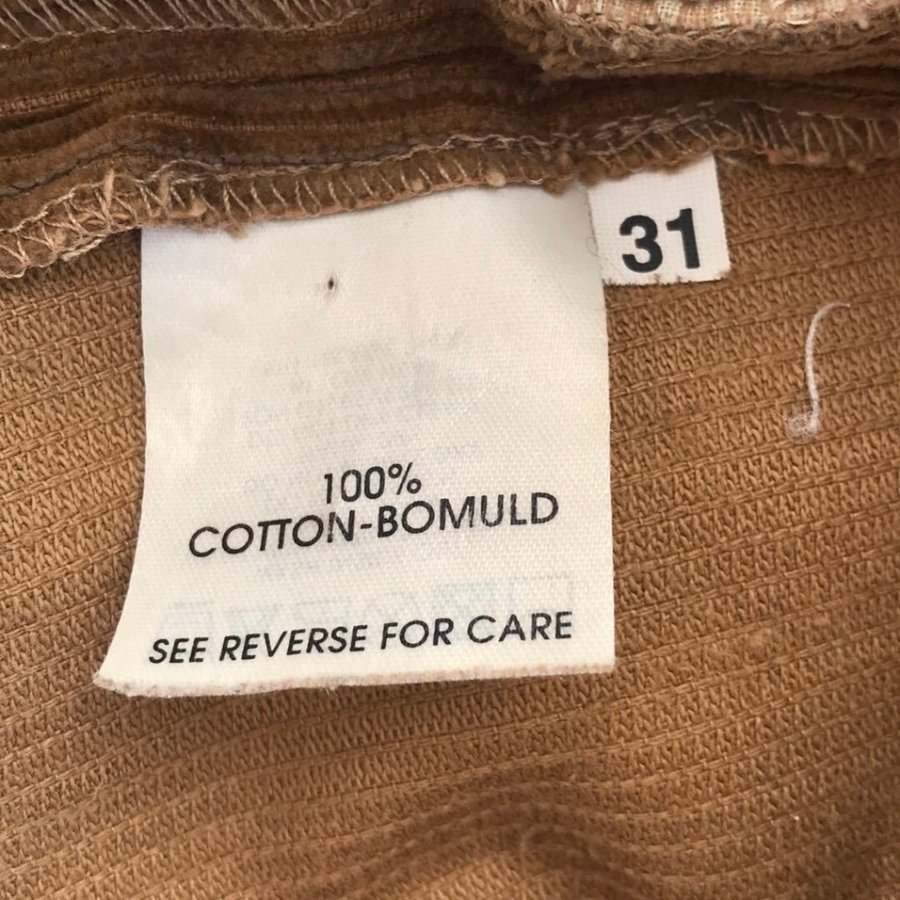 31
100%
COTTON-BOMULD
SEE REVERSE FOR CARE